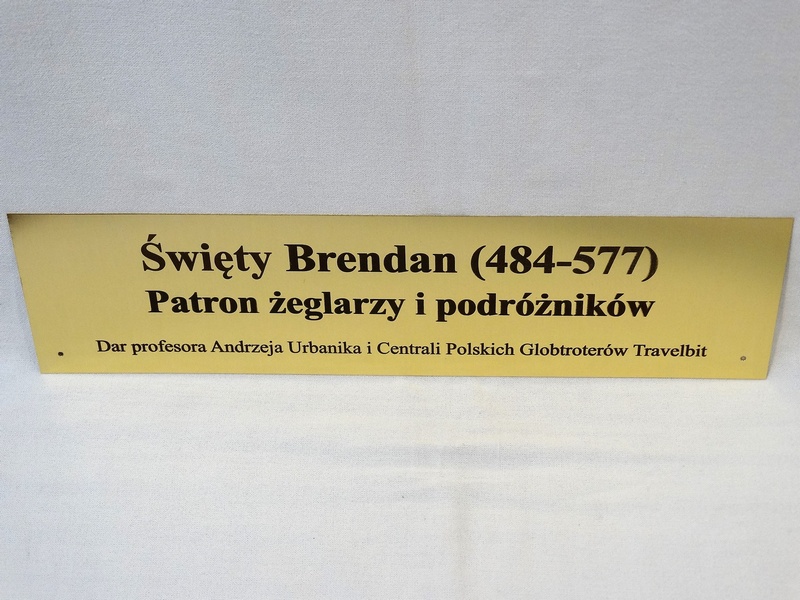 Święty Brendan (484-577)
Patron żeglarzy i podróżników
Dar profesora Andrzeja Urbanika i Centrali Polskich Globtroterów Travelbit